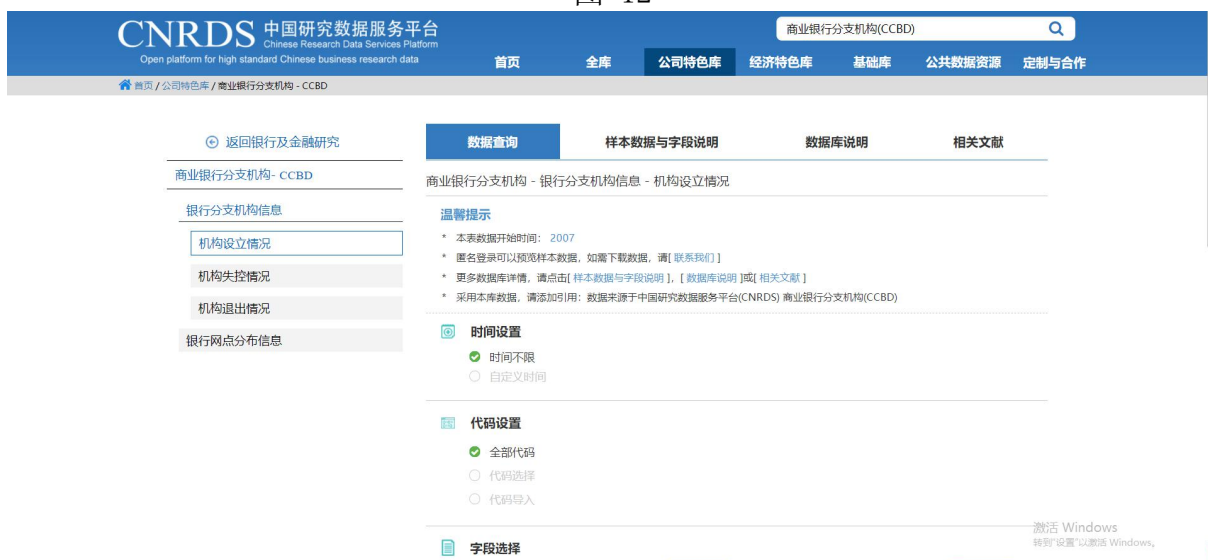 CNRDS 中国研究数据服务平台
Chinese Research Data Services Platform
Open platform for high standard Chinese business research data
商业银行分支机构(CCBD)
首页 全库 公司特色库 经济特色库 基础库 公共数据资源 定制与合作
首页 / 公司特色库 / 商业银行分支机构 - CCBD
返回银行及金融研究
商业银行分支机构- CCBD
银行分支机构信息
机构设立情况
机构失控情况
机构退出情况
银行网点分布信息
数据查询 样本数据与字段说明 数据库说明 相关文献
商业银行分支机构 - 银行分支机构信息 - 机构设立情况
温馨提示
* 本表数据开始时间： 2007
* 匿名登录可以预览样本数据，如需下载数据，请[ 联系我们 ]
* 更多数据库详情，请点击[ 样本数据与字段说明 ]，[ 数据库说明 ]或[ 相关文献 ]
* 采用本库数据，请添加引用：数据来源于中国研究数据服务平台(CNRDS) 商业银行分支机构(CCBD)
时间设置
时间不限
自定义时间
代码设置
全部代码
代码选择
代码导入
字段选择
激活 Windows
转到"设置"以激活 Windows。